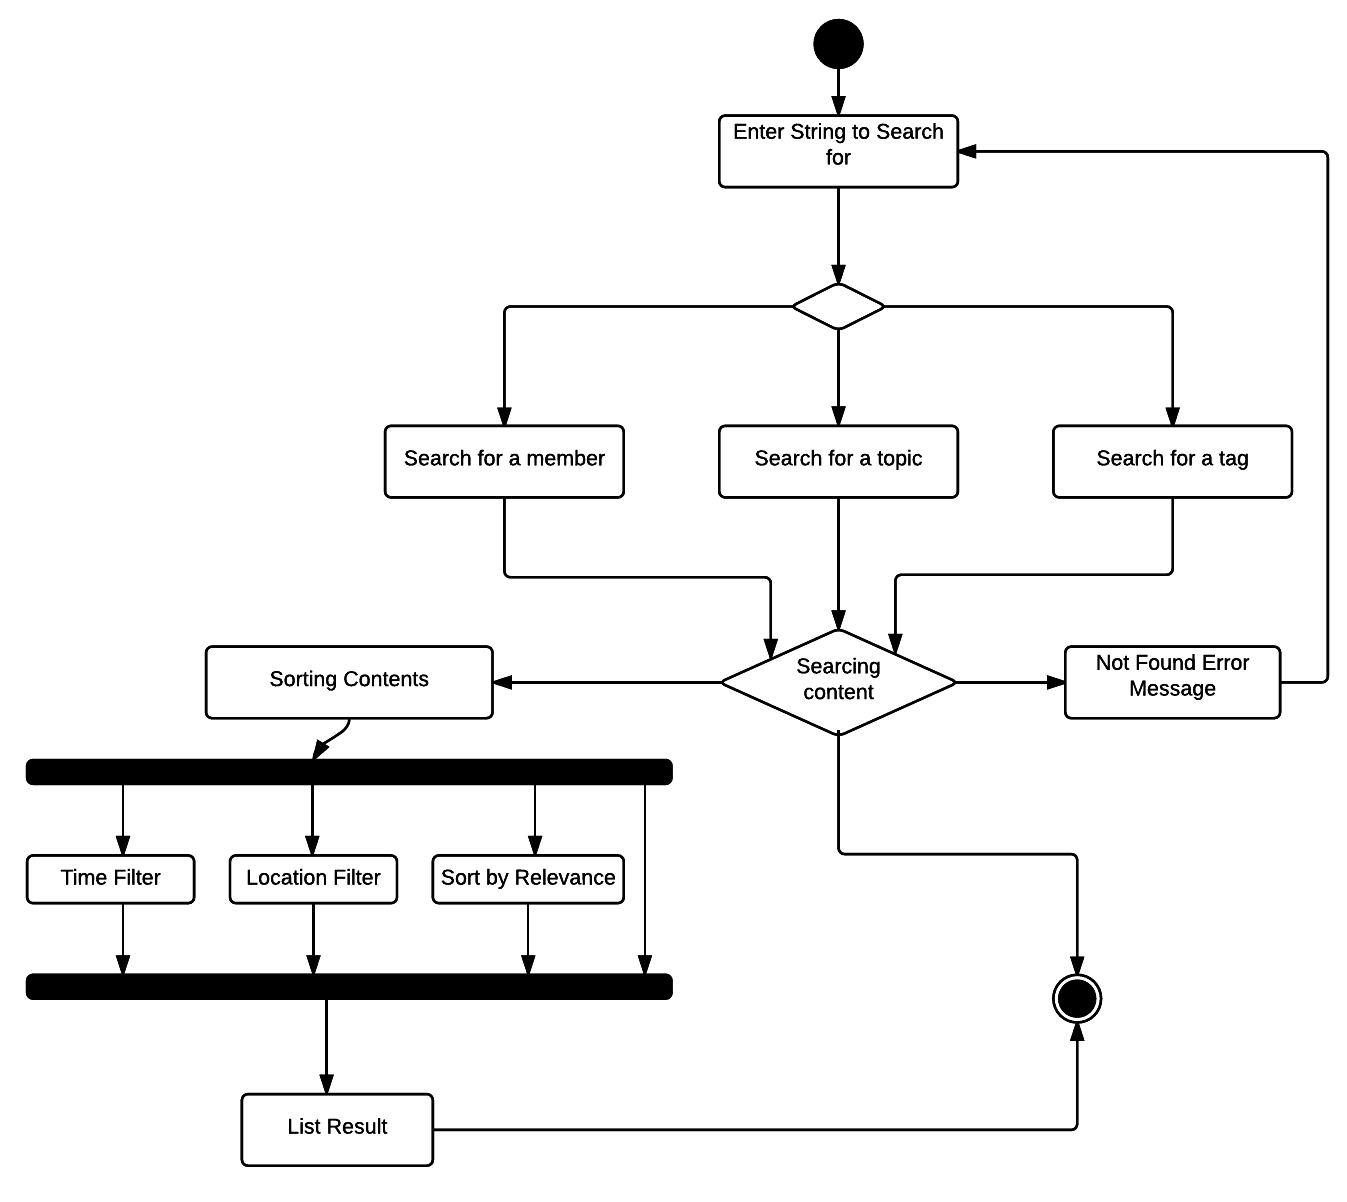 Enter String to Search
for
Search for a member
Search for a topic
Search for a tag
Sorting Contents
Searcing
content
Not Found Error
Message
Time Filter
Location Filter
Sort by Relevance
List Result